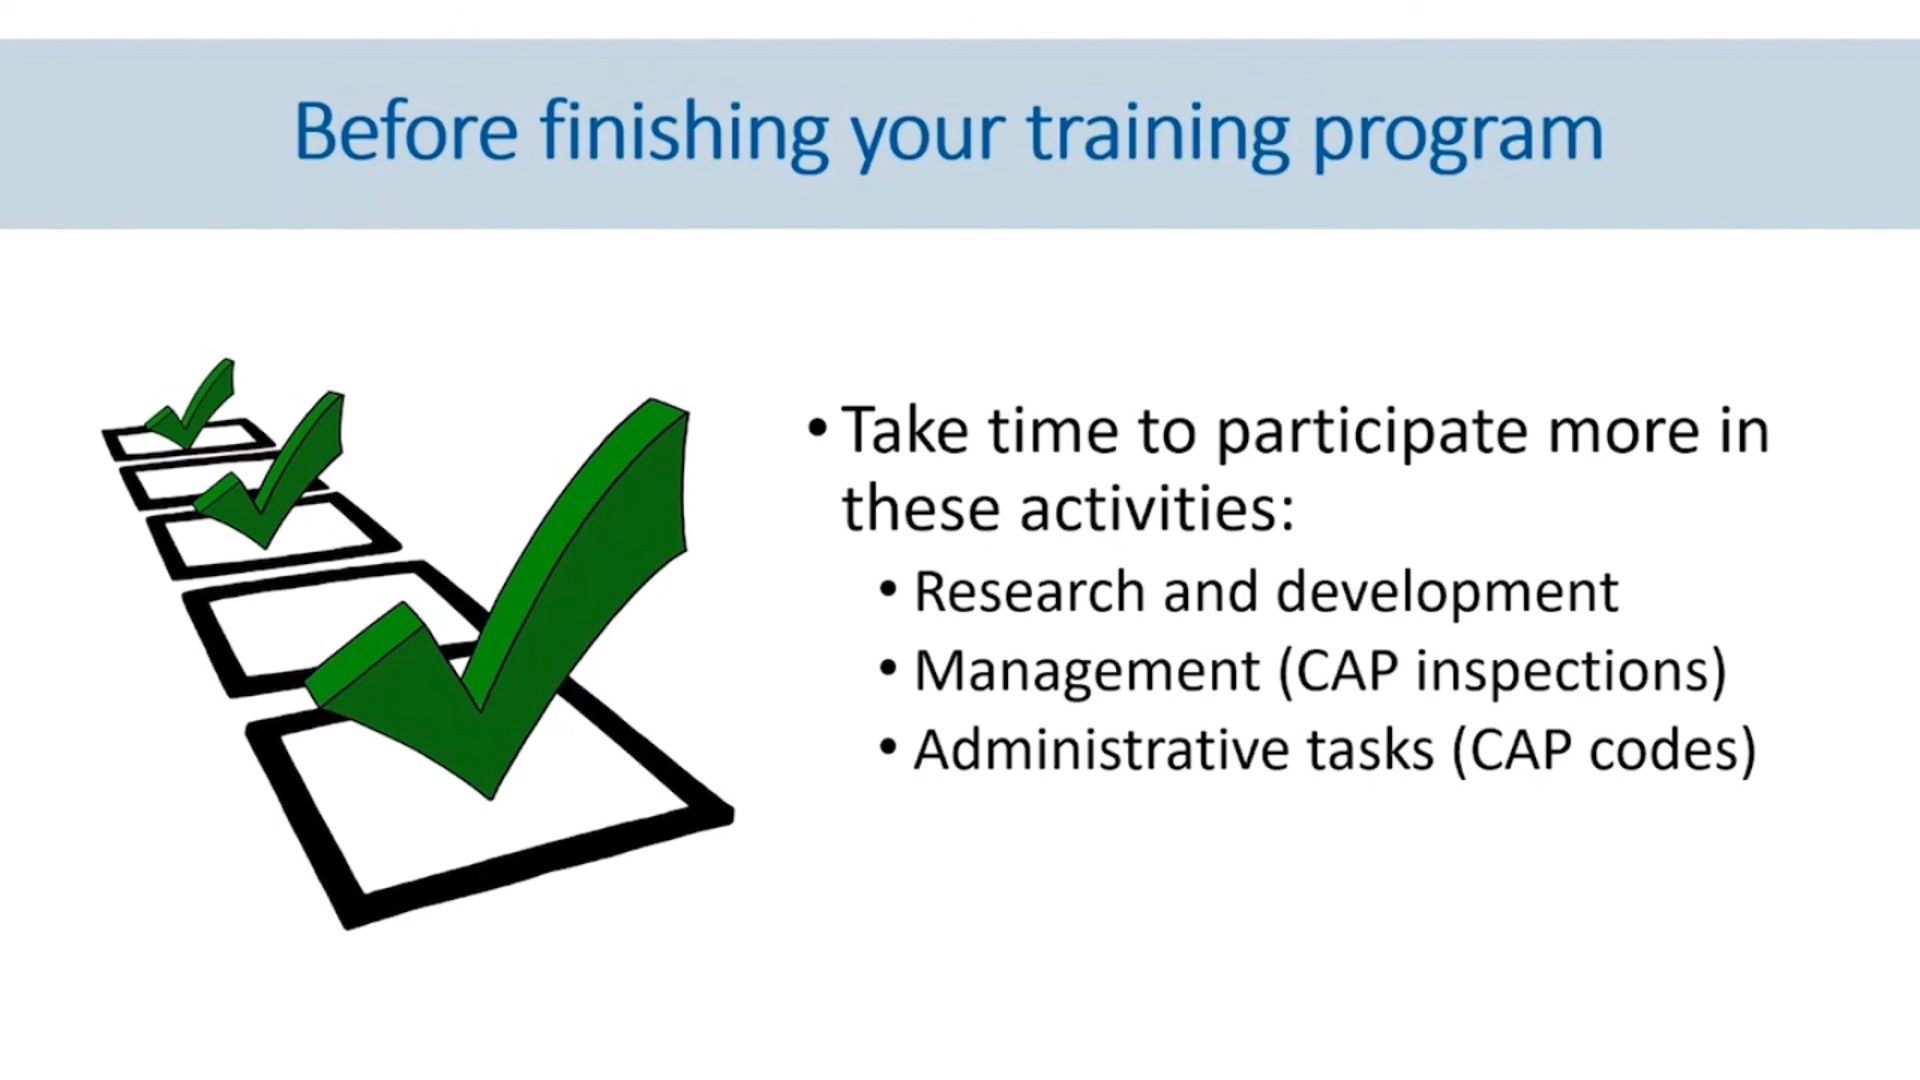 Before finishing your training program
• Take time to participate more in
these activities:
• Research and development
• Management (CAP inspections)
• Administrative tasks (CAP codes)